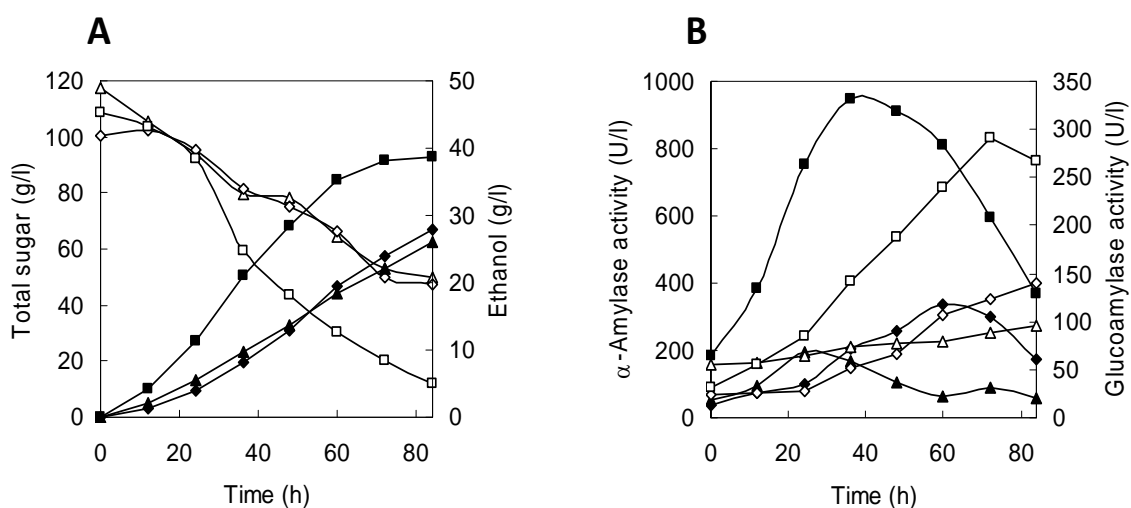 A
120
100
80
60
40
20
0
Total sugar (g/l)
50
40
30
20
10
0
Ethanol (g/l)
0 20 40 60 80
Time (h)
B
1000
800
600
400
200
0
α-Amylase activity (U/l)
350
300
250
200
150
100
50
0
Glucoamylase activity (U/l)
0 20 40 60 80
Time (h)